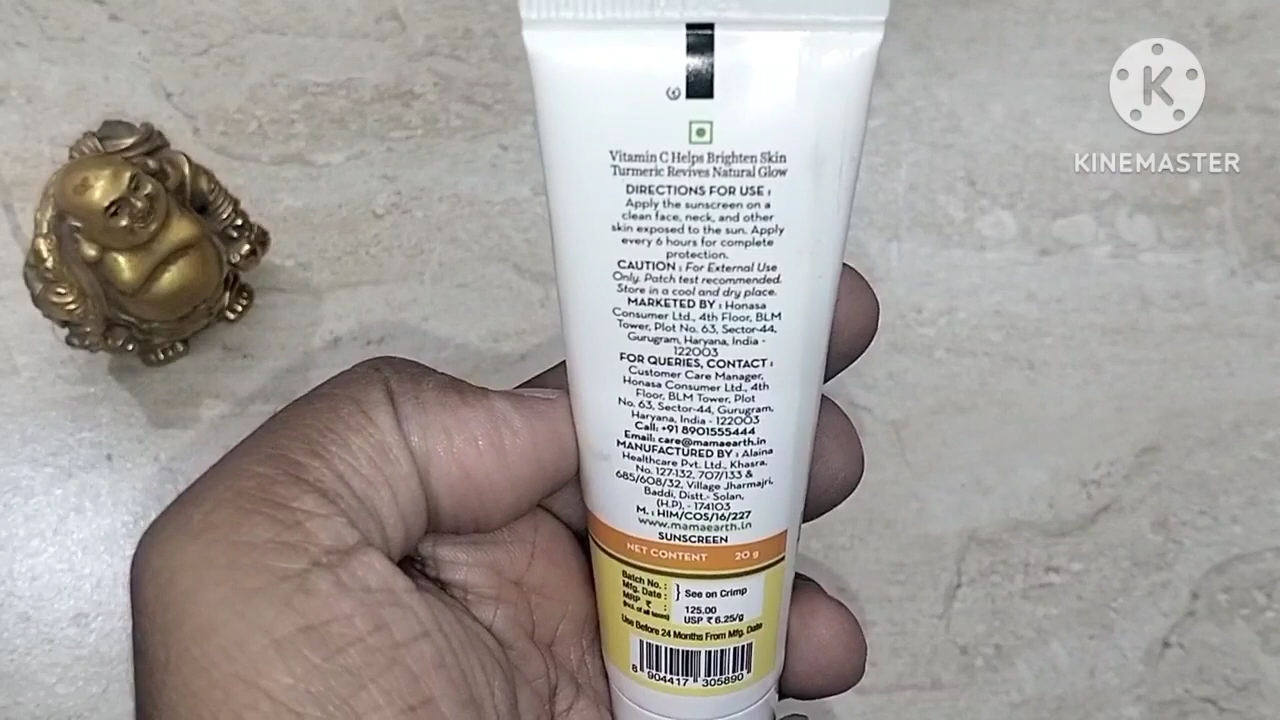 Vitamin C Helps Brighten Skin
Turmeric Revives Natural Glow
DIRECTIONS FOR USE :
Apply the sunscreen on a
clean face, neck, and other
skin exposed to the sun. Apply
every 6 hours for complete
protection.
CAUTION : For External Use
Only. Patch test recommended.
Store in a cool and dry place.
MARKETED BY : Honasa
Consumer Ltd., 4th Floor, BLM
Tower, Plot No. 63, Sector-44,
Gurugram, Haryana, India -
122003
FOR QUERIES, CONTACT :
Customer Care Manager,
Honasa Consumer Ltd., 4th
Floor, BLM Tower, Plot
No. 63, Sector-44, Gurugram,
Haryana, India - 122003
Call: +91 8901555444
Email: care@mamaearth.in
MANUFACTURED BY : Alaina
Healthcare Pvt. Ltd., Khasra,
No. 127-132, 707/133 &
685/608/32, Village Jharmajri,
Baddi, Distt.- Solan,
(H.P). - 174103
M. : HIM/COS/16/227
www.mamaearth.in
SUNSCREEN
NET CONTENT 20 g
Batch No. :
Mfg. Date : } See on Crimp
MRP ₹ : 125.00
(Incl. of all taxes) USP ₹ 6.25/g
Use Before 24 Months From Mfg. Date
8 904417 305890
K
KINEMASTER